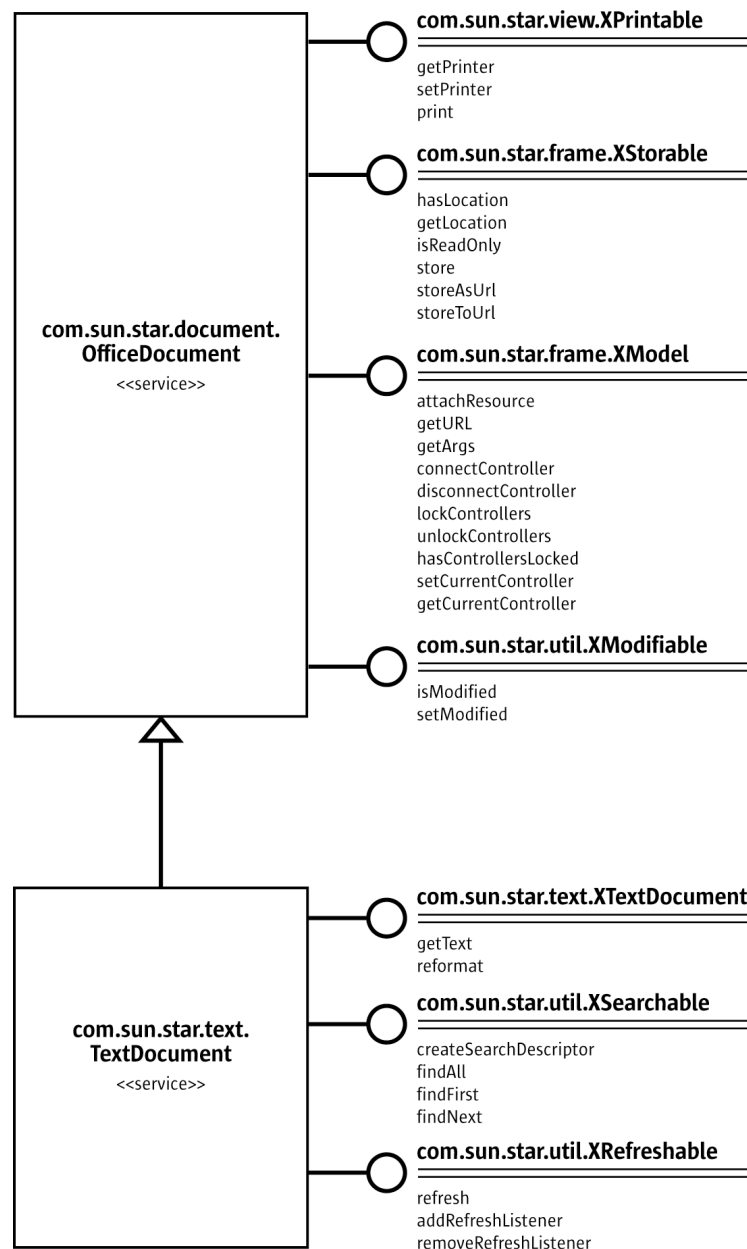 com.sun.star.view.XPrintable
getPrinter
setPrinter
print
com.sun.star.frame.XStorable
hasLocation
getLocation
isReadOnly
store
storeAsUrl
storeToUrl
com.sun.star.document.
OfficeDocument
<<service>>
com.sun.star.frame.XModel
attachResource
getURL
getArgs
connectController
disconnectController
lockControllers
unlockControllers
hasControllersLocked
setCurrentController
getCurrentController
com.sun.star.util.XModifiable
isModified
setModified
com.sun.star.text.XTextDocument
getText
reformat
com.sun.star.text.
TextDocument
<<service>>
com.sun.star.util.XSearchable
createSearchDescriptor
findAll
findFirst
findNext
com.sun.star.util.XRefreshable
refresh
addRefreshListener
removeRefreshListener